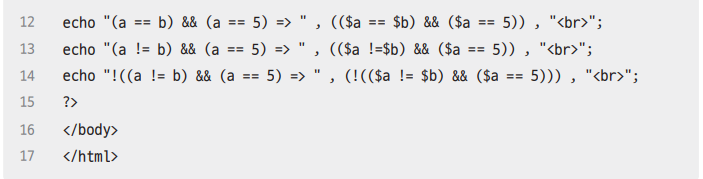 12 echo "(a == b) && (a == 5) => " , (($a == $b) && ($a == 5)) , "<br>";
13 echo "(a != b) && (a == 5) => " , (($a !=$b) && ($a == 5)) , "<br>";
14 echo "!((a != b) && (a == 5) => " , (!(($a != $b) && ($a == 5))) , "<br>";
15 ?>
16 </body>
17 </html>